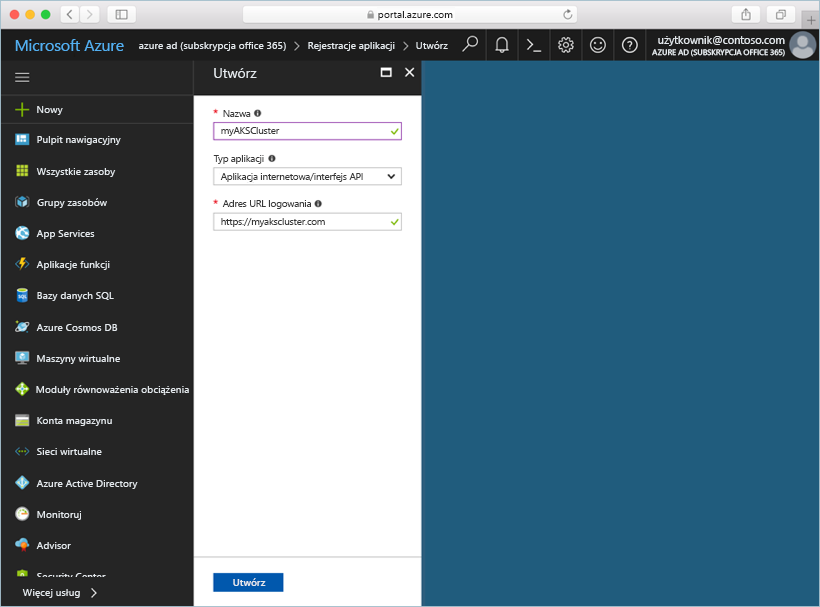 portal.azure.com
Microsoft Azure azure ad (subskrypcja office 365) > Rejestracje aplikacji > Utwórz
użytkownik@contoso.com
AZURE AD (SUBSKRYPCJA OFFICE 365)
Nowy
Pulpit nawigacyjny
Wszystkie zasoby
Grupy zasobów
App Services
Aplikacje funkcji
Bazy danych SQL
Azure Cosmos DB
Maszyny wirtualne
Moduły równoważenia obciążenia
Konta magazynu
Sieci wirtualne
Azure Active Directory
Monitoruj
Advisor
Security Center
Więcej usług >
Utwórz
* Nazwa
myAKSCluster
Typ aplikacji
Aplikacja internetowa/interfejs API
* Adres URL logowania
https://myakscluster.com
Utwórz